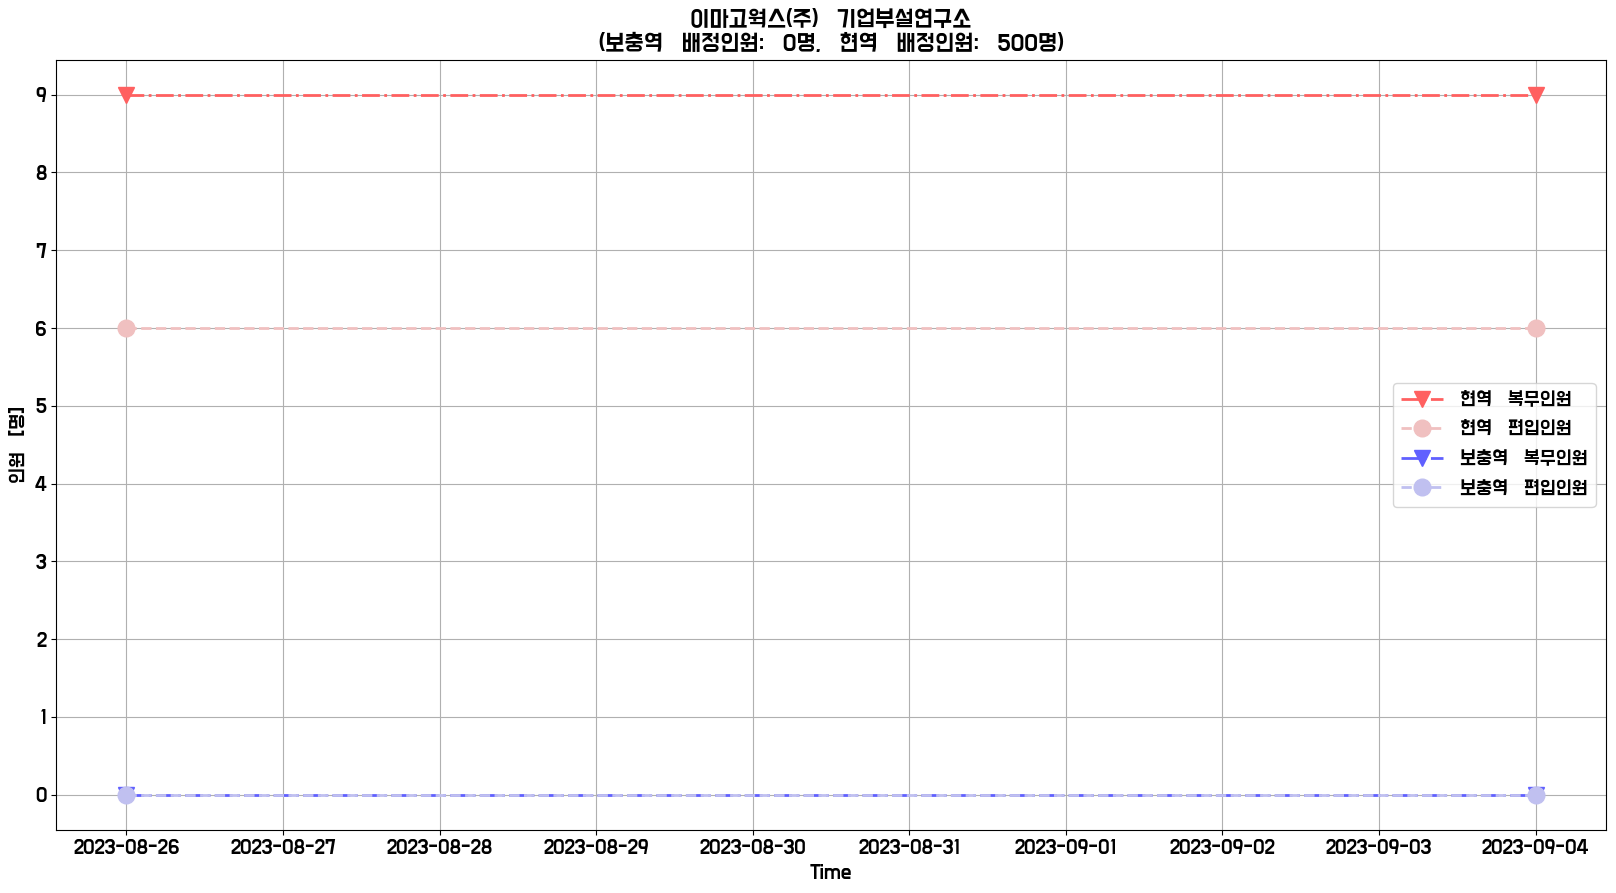 이마고웍스(주) 기업부설연구소
(보충역 배정인원: 0명, 현역 배정인원: 500명)
인원 [명]
9
8
7
6
5
4
3
2
1
0
현역 복무인원
현역 편입인원
보충역 복무인원
보충역 편입인원
2023-08-26
2023-08-27
2023-08-28
2023-08-29
2023-08-30
2023-08-31
2023-09-01
2023-09-02
2023-09-03
2023-09-04
Time